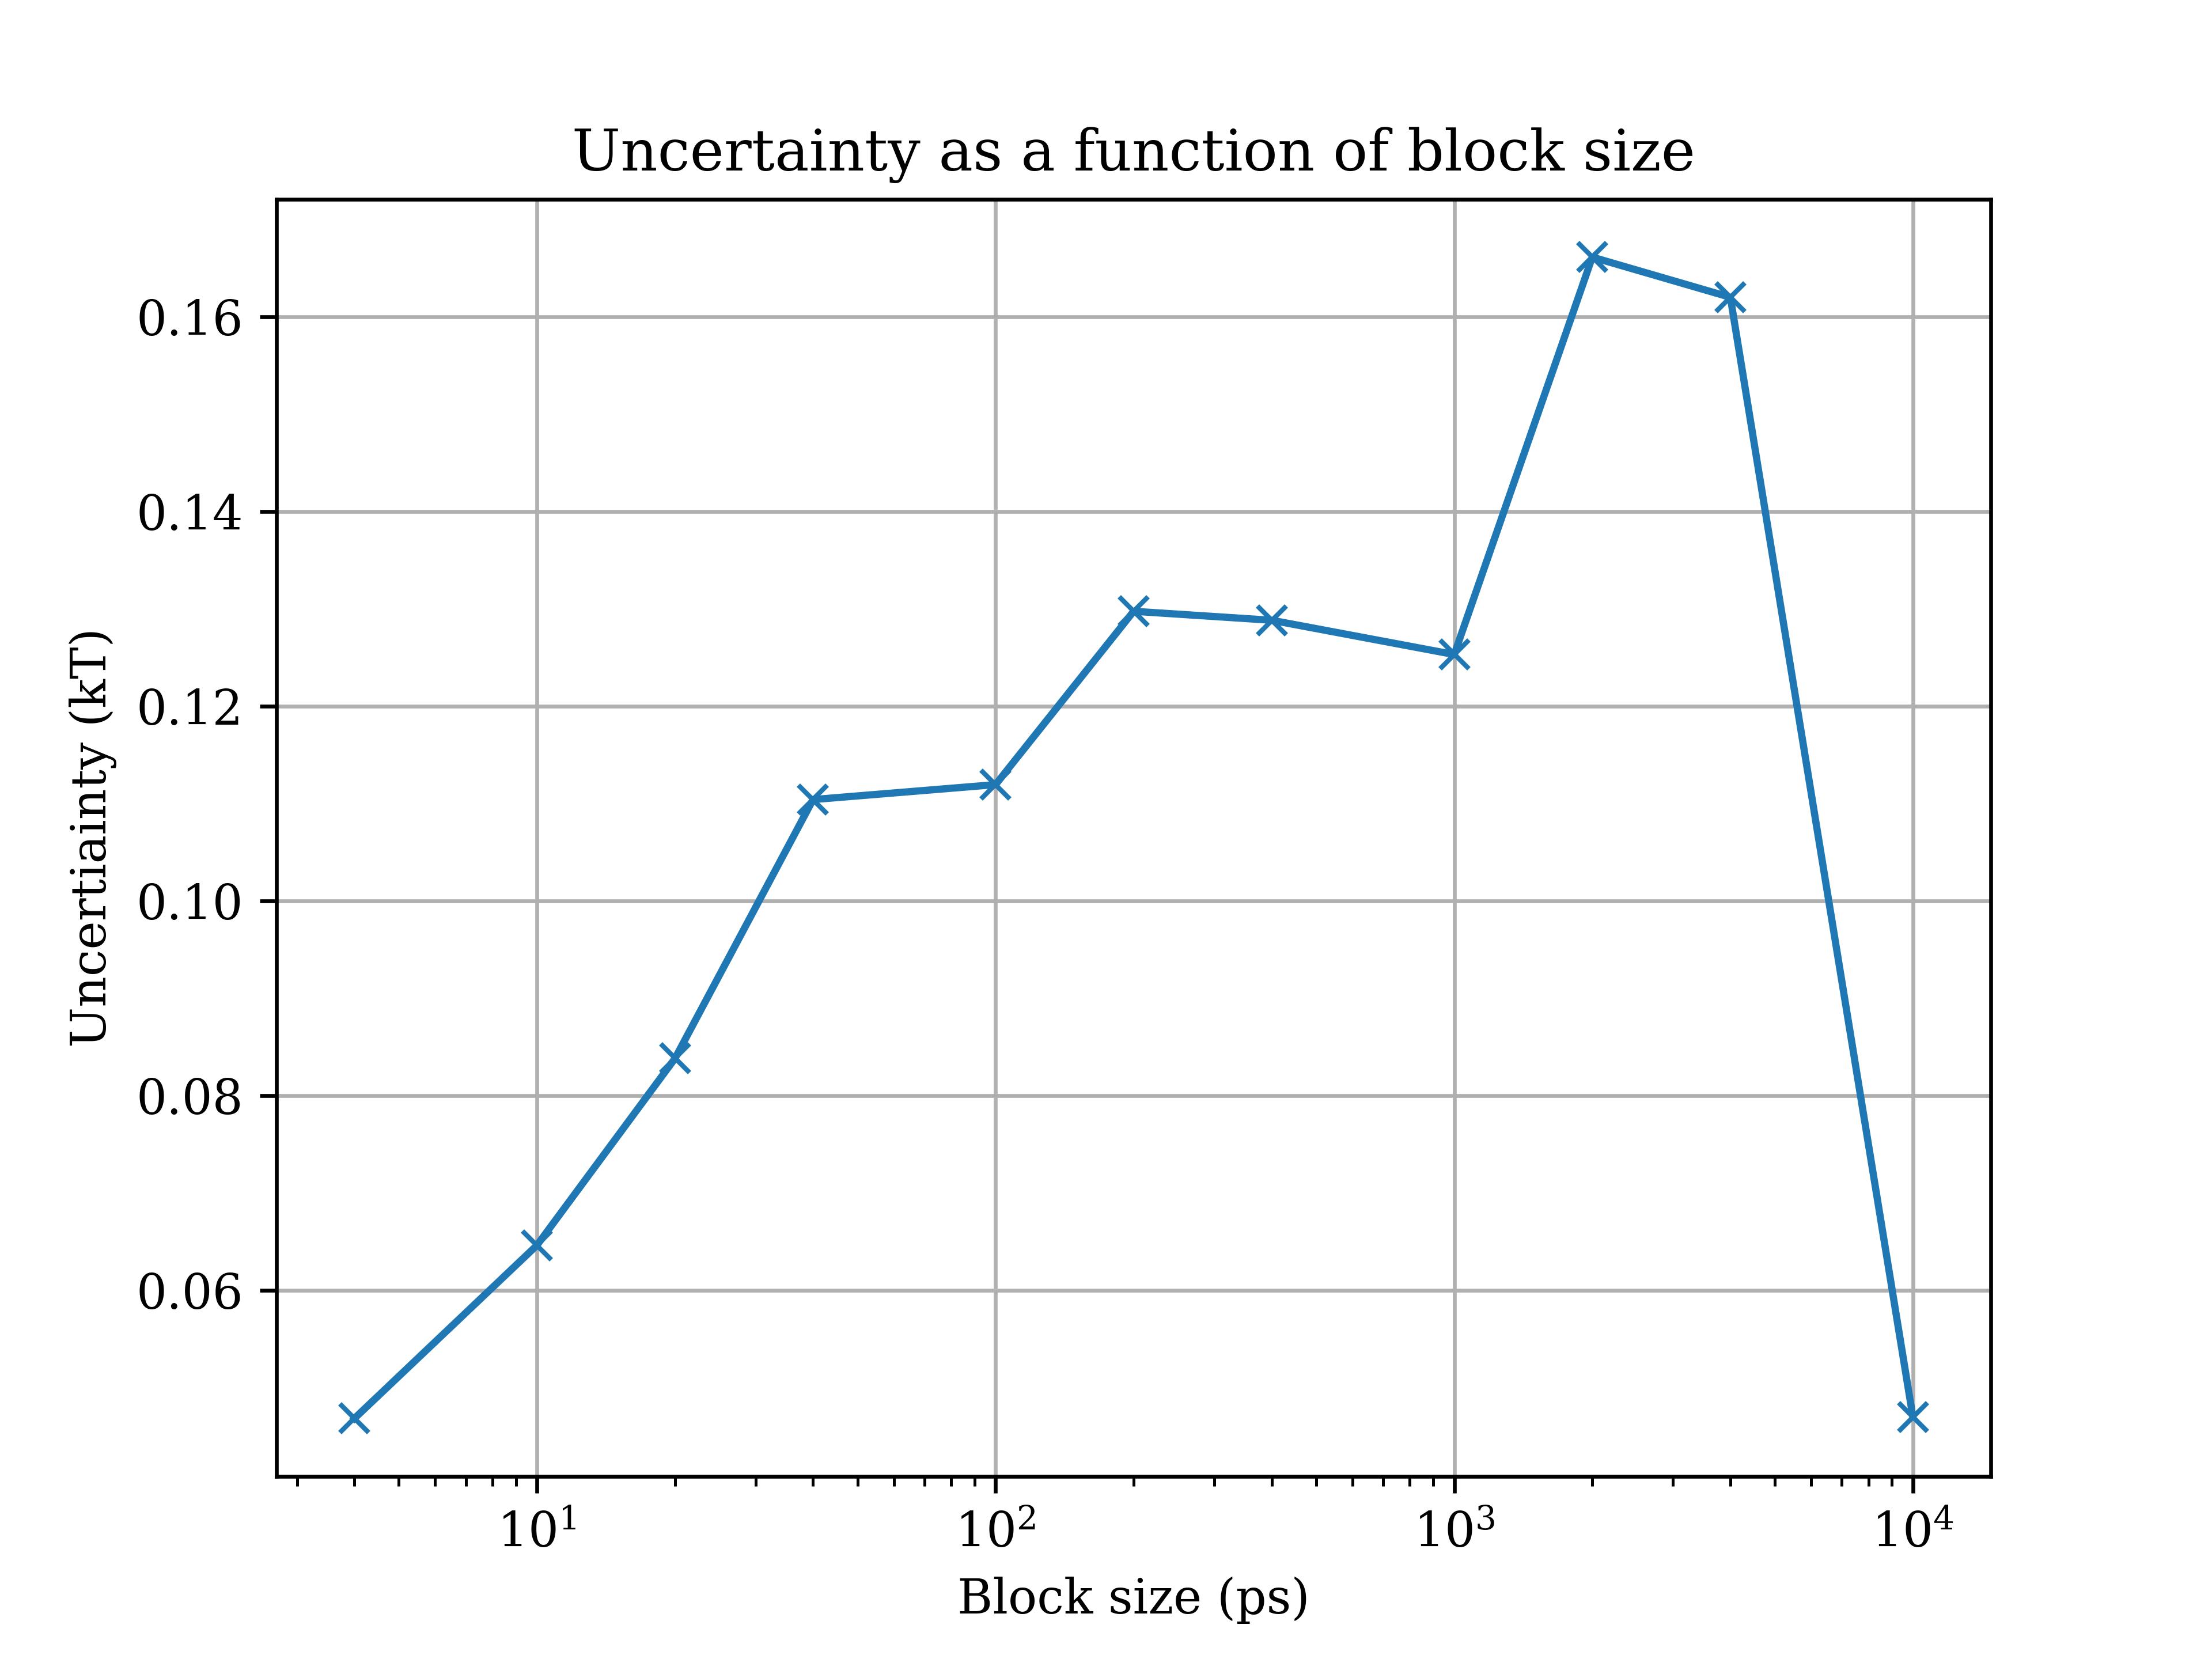 Uncertainty as a function of block size
0.16
0.14
0.12
0.10
0.08
0.06
Uncertiainty (kT)
10¹ 10² 10³ 10⁴
Block size (ps)